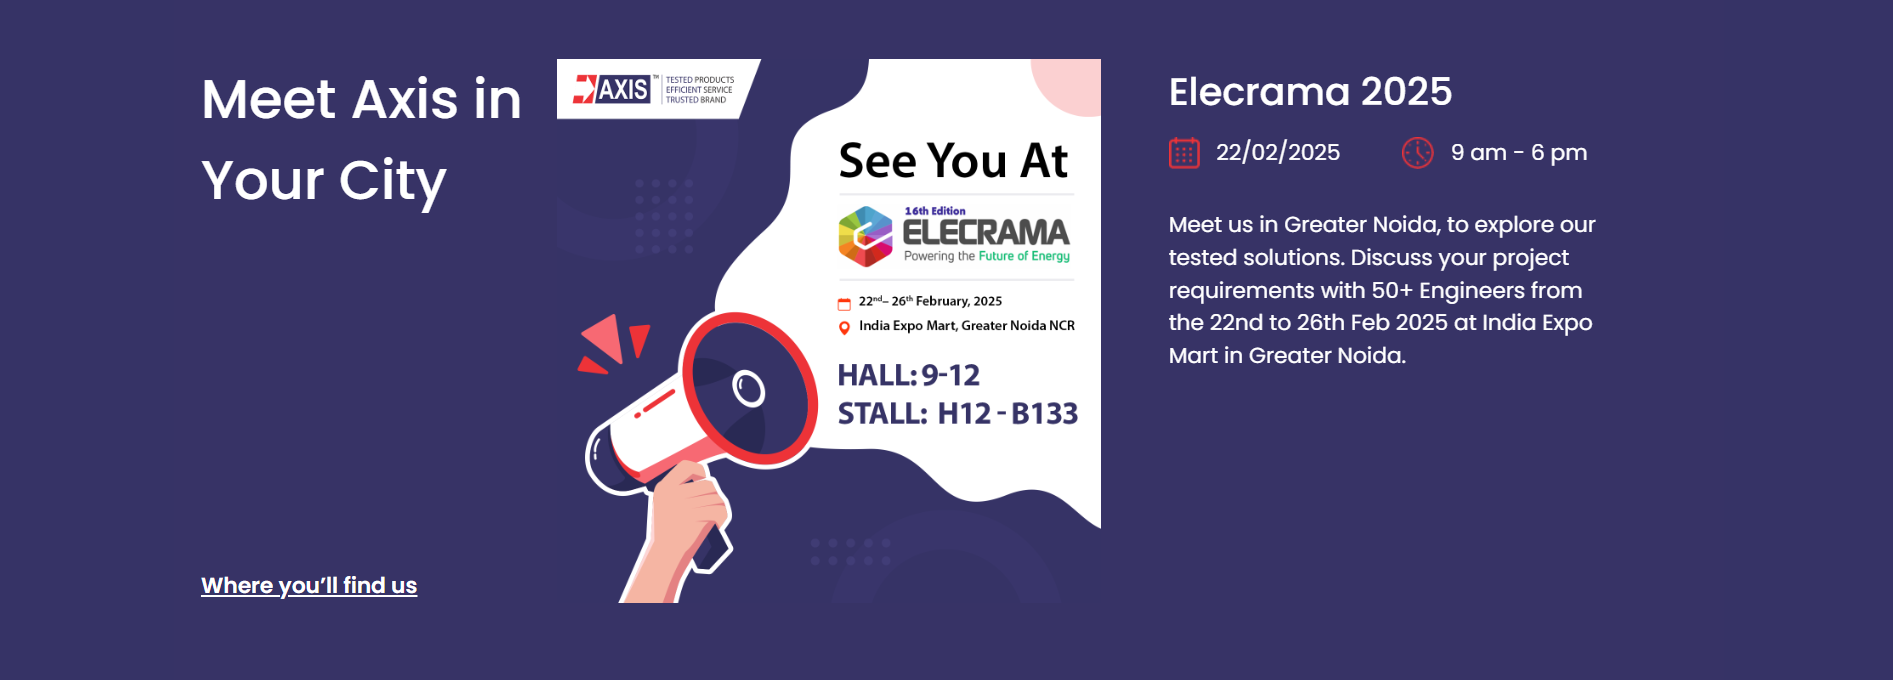 Meet Axis in
Your City
Where you'll find us
AXIS™
TESTED PRODUCTS
EFFICIENT SERVICE
TRUSTED BRAND
See You At
16th Edition
ELECRAMA
Powering the Future of Energy
22nd– 26th February, 2025
India Expo Mart, Greater Noida NCR
HALL: 9-12
STALL: H12 - B133
Elecrama 2025
22/02/2025
9 am - 6 pm
Meet us in Greater Noida, to explore our
tested solutions. Discuss your project
requirements with 50+ Engineers from
the 22nd to 26th Feb 2025 at India Expo
Mart in Greater Noida.